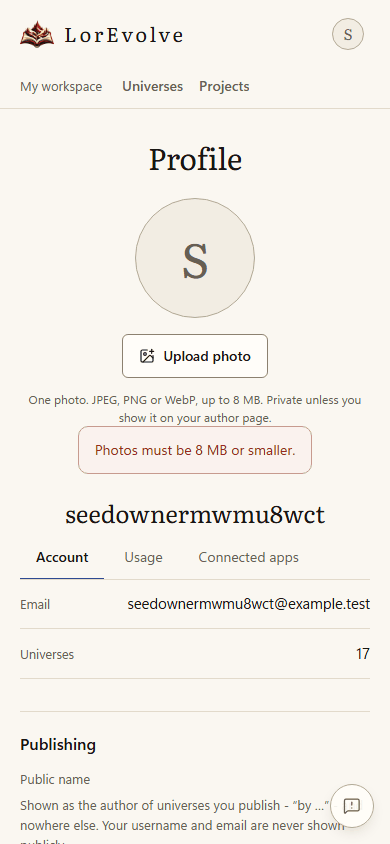 LorEvolve
S
My workspace Universes Projects
Profile
S
Upload photo
One photo. JPEG, PNG or WebP, up to 8 MB. Private unless you
show it on your author page.
Photos must be 8 MB or smaller.
seedownermwmu8wct
Account Usage Connected apps
Email seedownermwmu8wct@example.test
Universes 17
Publishing
Public name
Shown as the author of universes you publish - “by …”
nowhere else. Your username and email are never shown
publicly.